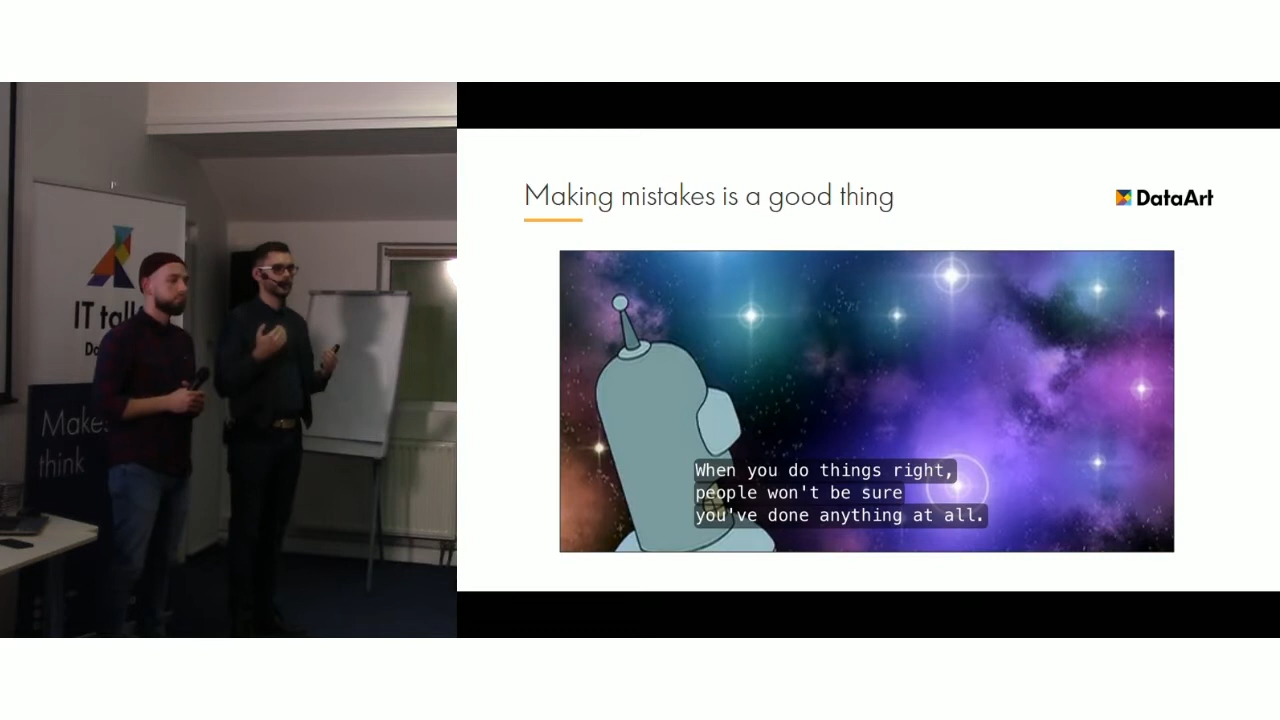 IT tal
Da
Make
think
Making mistakes is a good thing
DataArt
When you do things right,
people won't be sure
you've done anything at all.